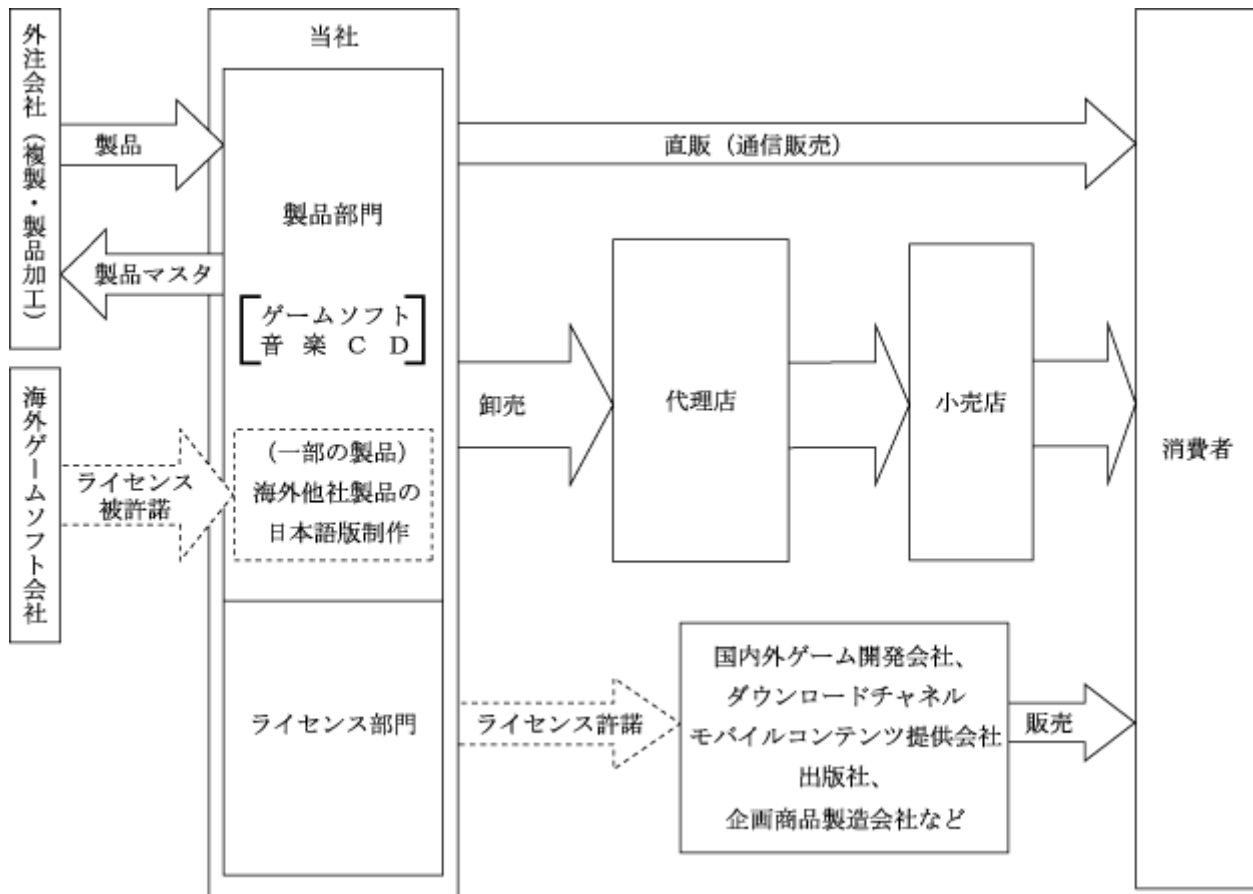 外注会社（複製・製品加工）
海外ゲームソフト会社
製品
製品マスタ
ライセンス
被許諾
当社
製品部門
ゲームソフト
音楽ＣＤ
（一部の製品）
海外他社製品の
日本語版制作
ライセンス部門
直販（通信販売）
卸売
代理店
小売店
ライセンス許諾
国内外ゲーム開発会社、
ダウンロードチャネル
モバイルコンテンツ提供会社
出版社、
企画商品製造会社など
販売
消費者